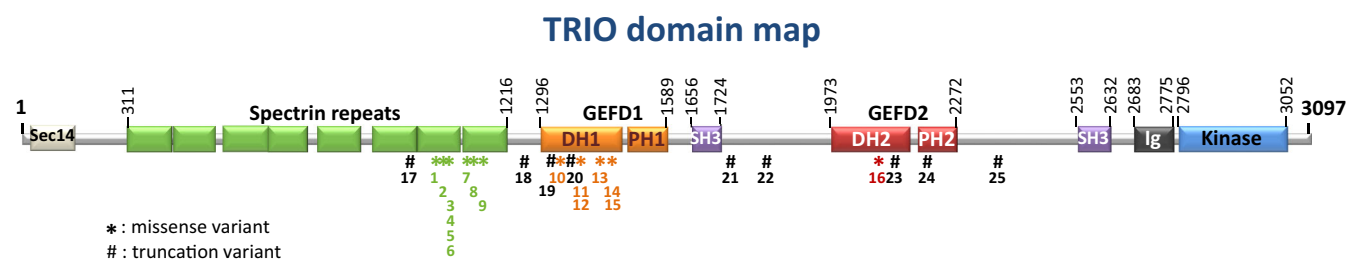 TRIO domain map
1 311 Spectrin repeats 1216 1296 GEFD1 1589 1656 1724 1973 GEFD2 2272 2553 2632 2683 2775 2796 3052 3097
Sec14 DH1 PH1 SH3 DH2 PH2 SH3 Ig Kinase
# *** *** # # * # * * * # # * # # #
17 1 7 18 10 20 13 21 22 16 23 24 25
2 8 19 11 14
3 9 12 15
4
5
6
* : missense variant
# : truncation variant